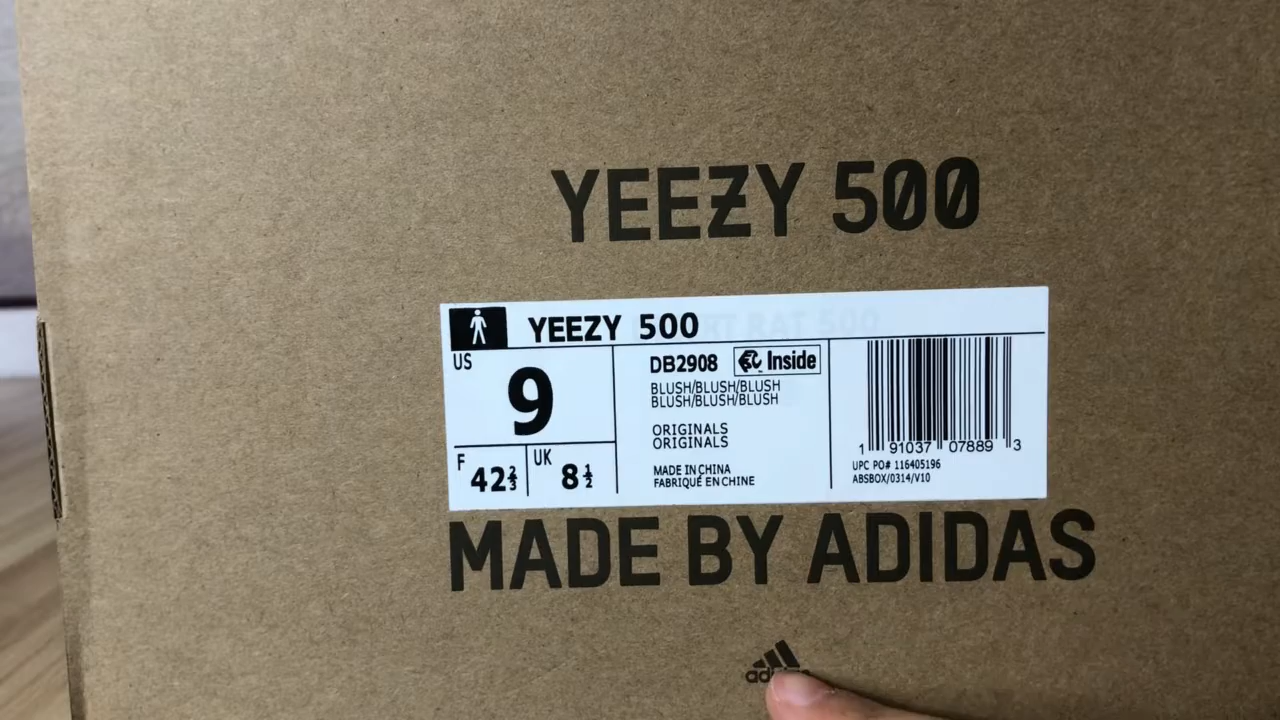 YEEZY 500
YEEZY 500
US
9
F
42⅔
UK
8½
DB2908
Inside
BLUSH/BLUSH/BLUSH
BLUSH/BLUSH/BLUSH
ORIGINALS
ORIGINALS
MADE IN CHINA
FABRIQUÉ EN CHINE
1 91037 07889 3
UPC PO# 116405196
ABSBOX/0314/V10
MADE BY ADIDAS